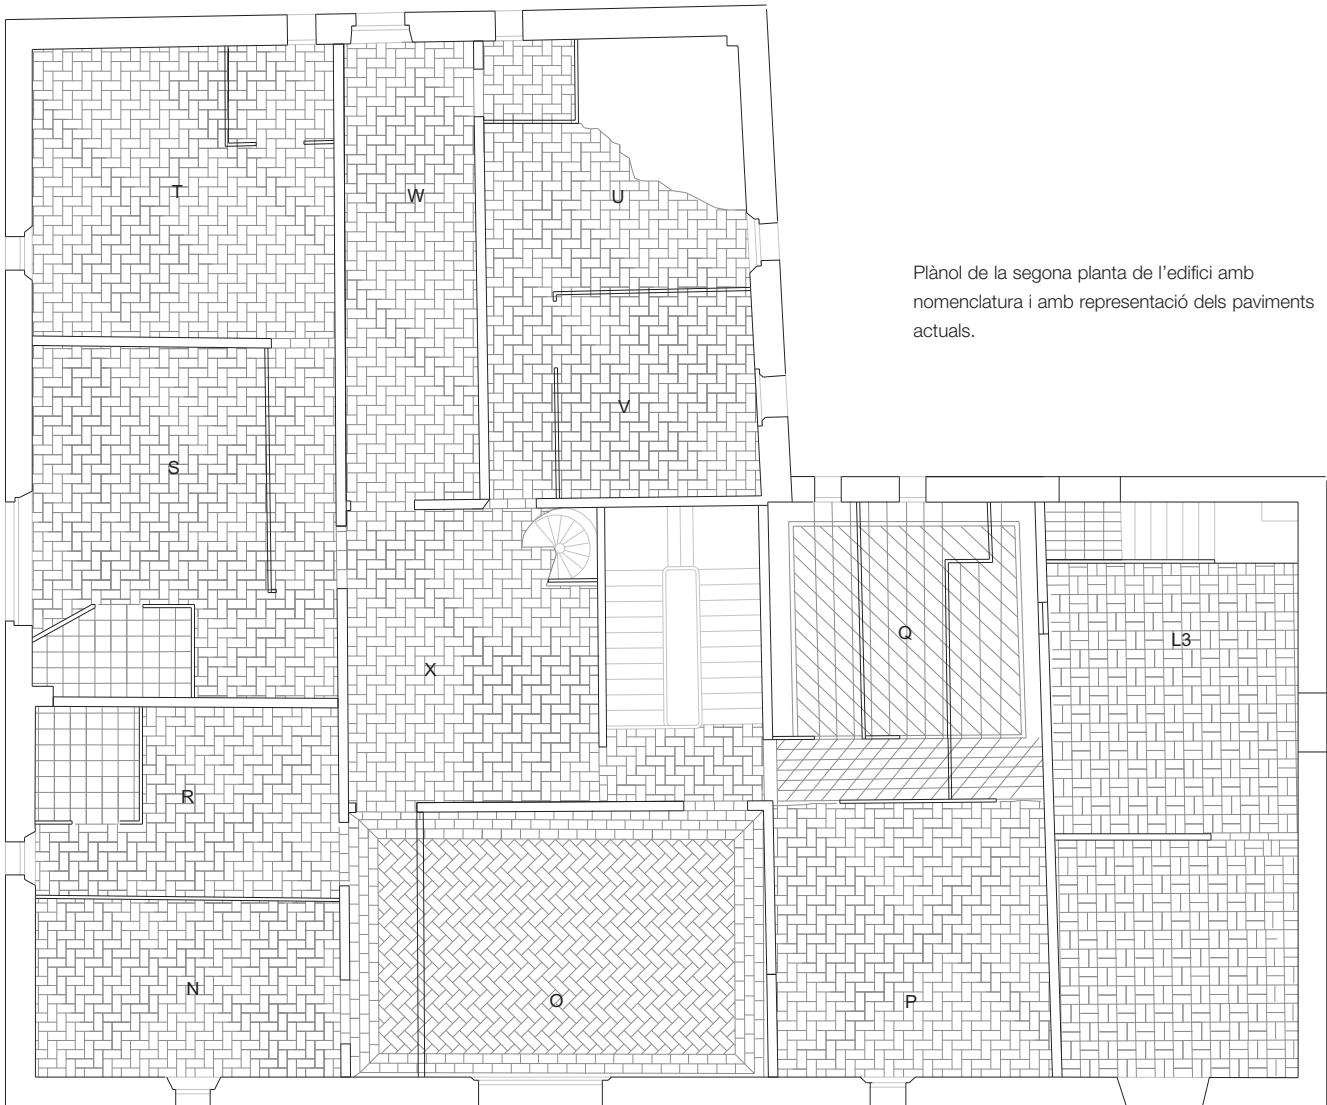 T
W
U
Plànol de la segona planta de l'edifici amb
nomenclatura i amb representació dels paviments
actuals.
V
S
Q
L3
X
R
N
O
P